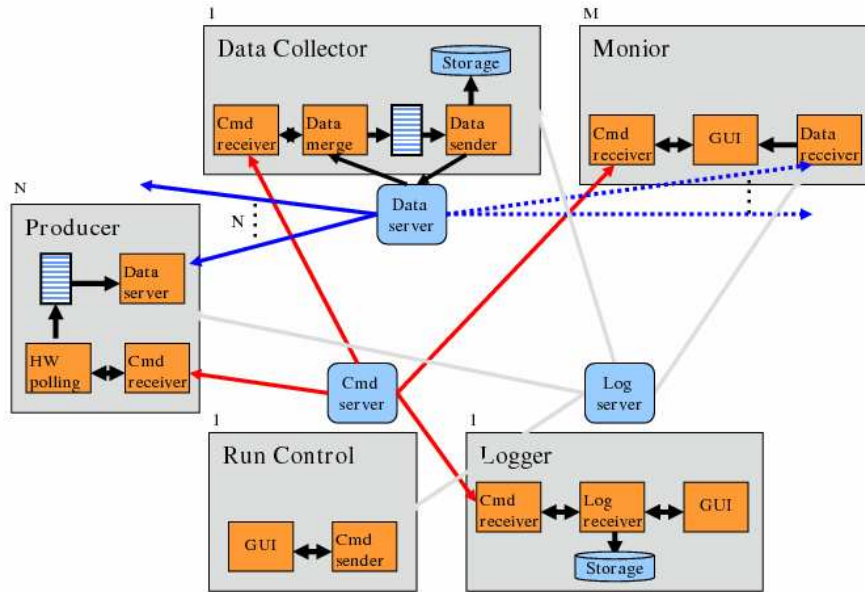 1
Data Collector
Storage
Cmd
receiver
Data
merge
Data
sender
M
Monior
Cmd
receiver
GUI
Data
receiver
Data
server
N
N
Producer
Data
server
HW
polling
Cmd
receiver
Cmd
server
Log
server
1
Run Control
GUI
Cmd
sender
1
Logger
Cmd
receiver
Log
receiver
GUI
Storage